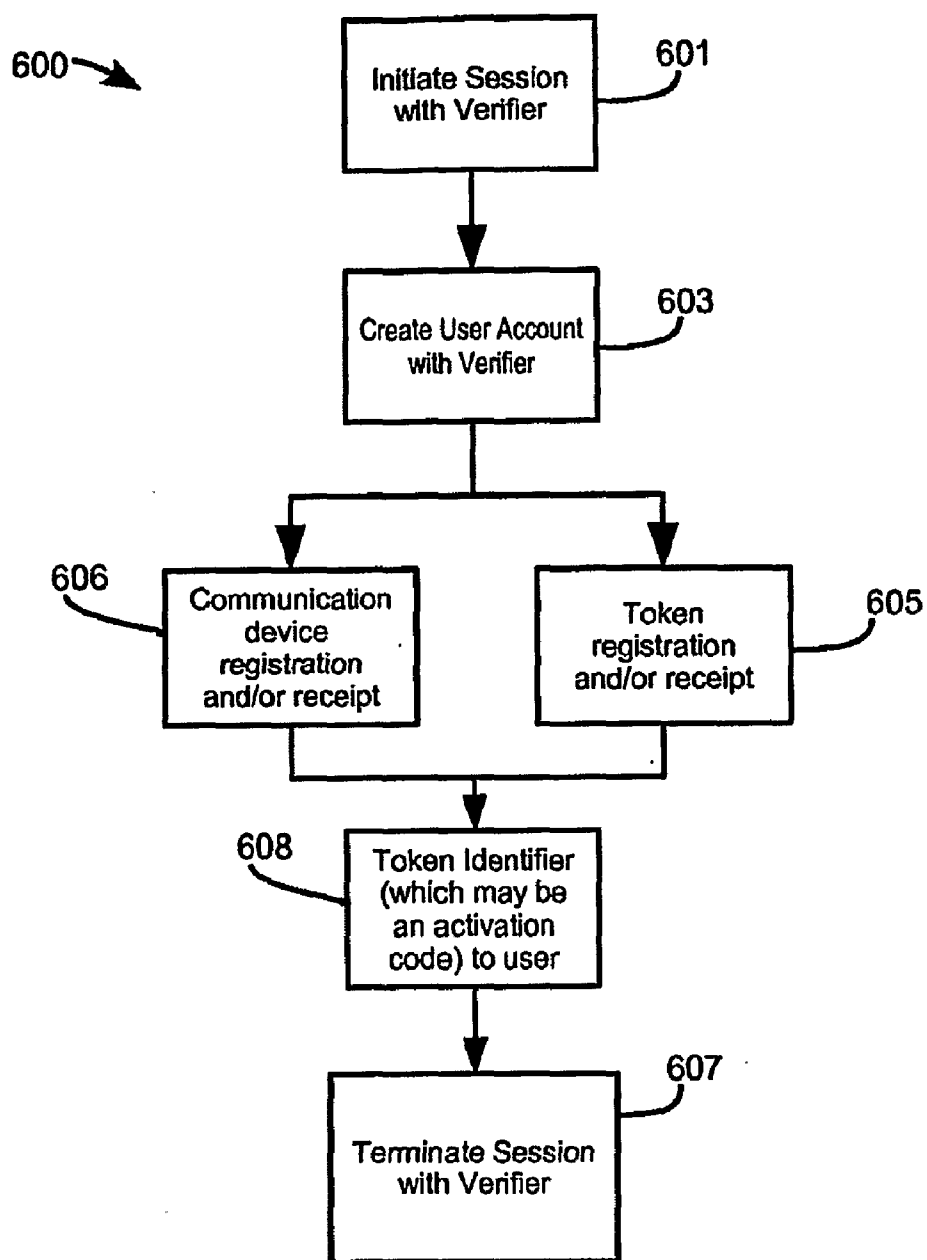 600
601
Initiate Session
with Verifier
603
Create User Account
with Verifier
606
Communication
device
registration
and/or receipt
605
Token
registration
and/or receipt
608
Token Identifier
(which may be
an activation
code) to user
607
Terminate Session
with Verifier